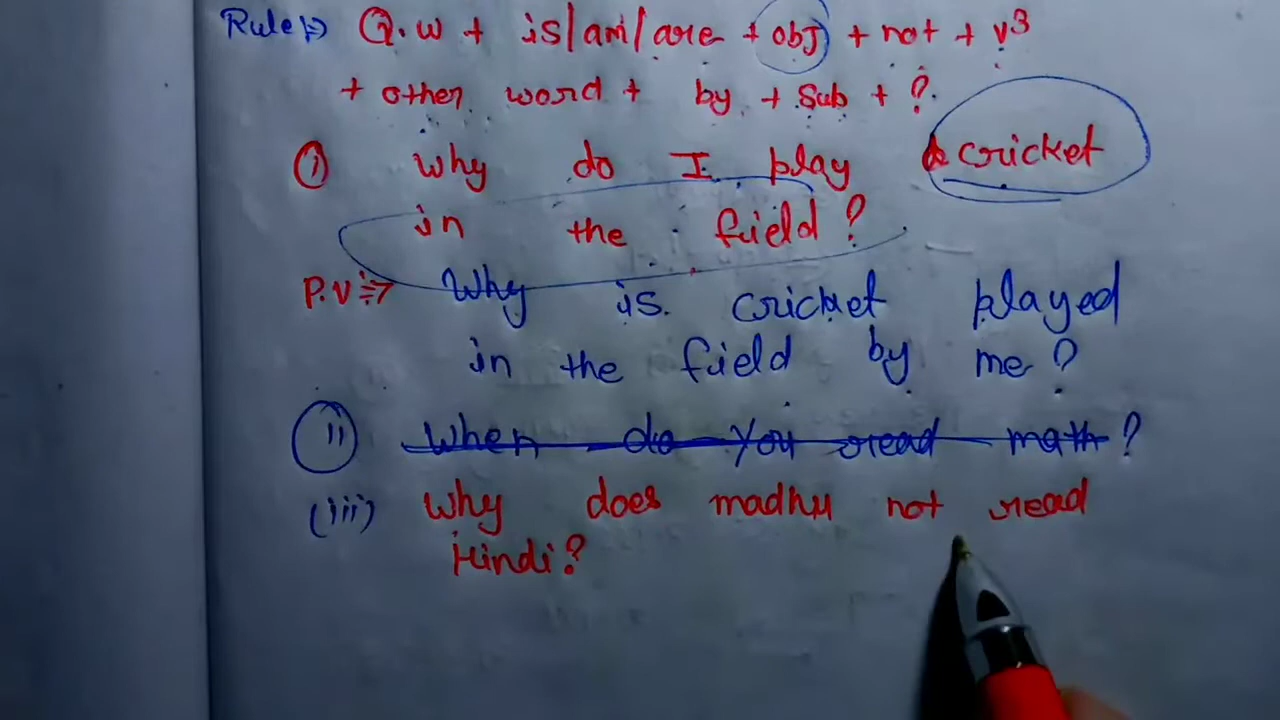 Rule:- Q.w + is/am/are + obj + not + v³
+ other word + by + Sub + ?
(i) why do I play cricket
in the field?
P.V ⇒ Why is cricket played
in the field by me?
(ii) When do You read math?
(iii) why does madhu not read
Hindi?